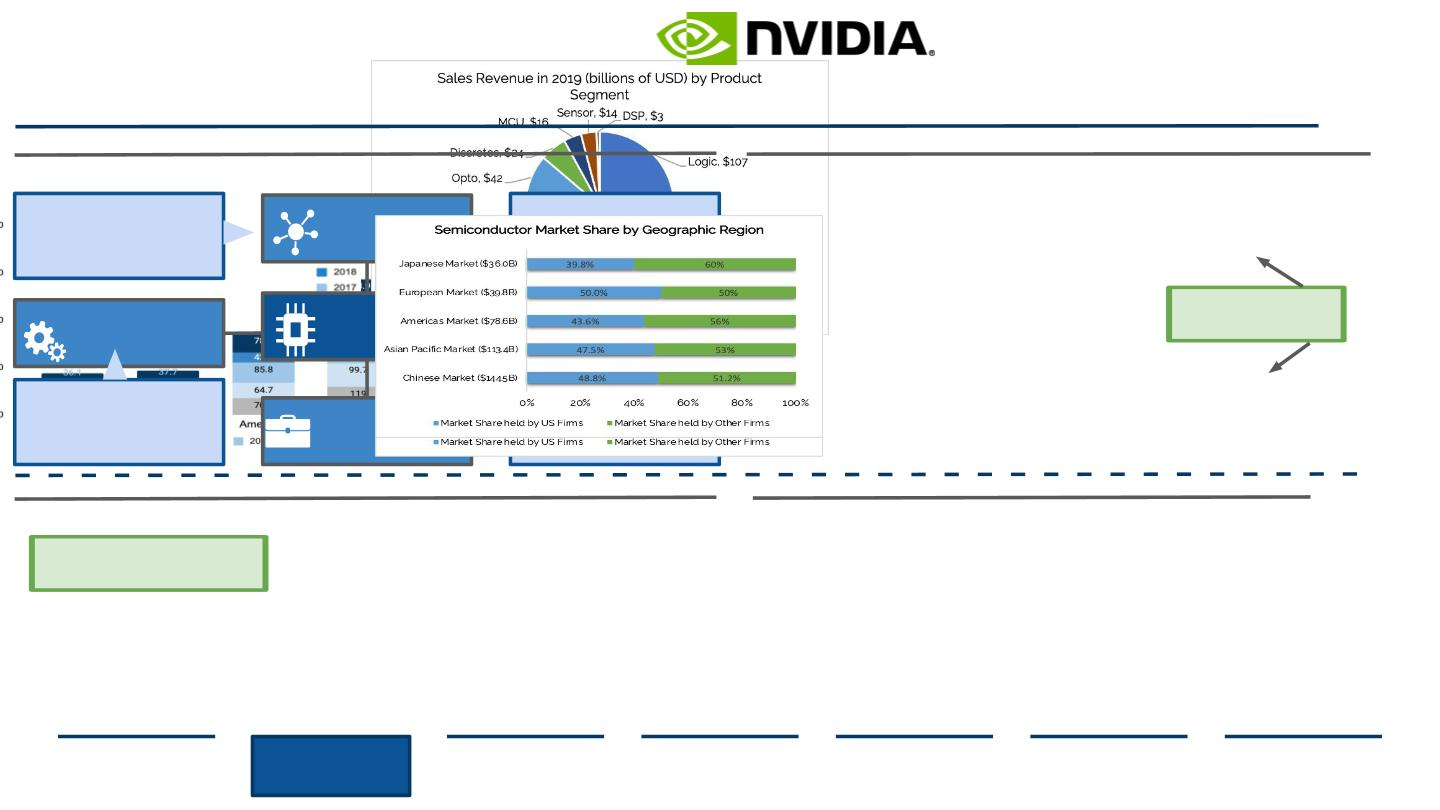 NVIDIA.
Sales Revenue in 2019 (billions of USD) by Product
Segment
MCU, $16
Sensor, $14
DSP, $3
Discretes, $24
Logic, $107
Opto, $42
Semiconductor Market Share by Geographic Region
Japanese Market ($36.0B) 39.8% 60%
European Market ($39.8B) 50.0% 50%
Americas Market ($78.6B) 43.6% 56%
Asian Pacific Market ($113.4B) 47.5% 53%
Chinese Market ($144.5B) 48.8% 51.2%
0% 20% 40% 60% 80% 100%
Market Share held by US Firms Market Share held by Other Firms
Market Share held by US Firms Market Share held by Other Firms
2018
2017
36.1 37.7
85.8 99.7
64.7